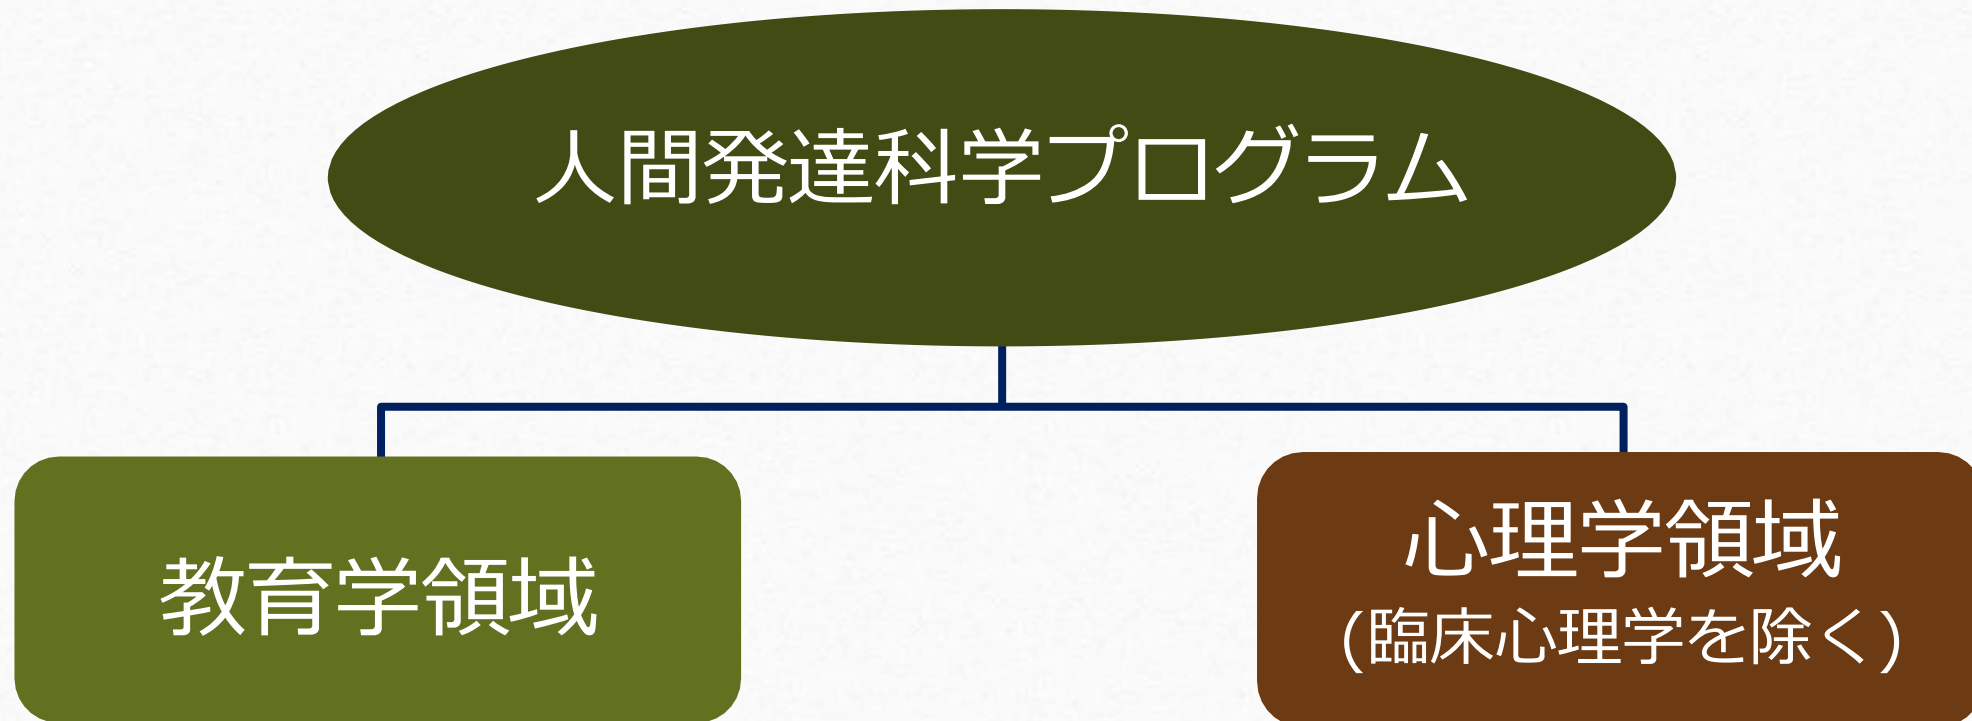 人間発達科学プログラム
教育学領域
心理学領域
(臨床心理学を除く)